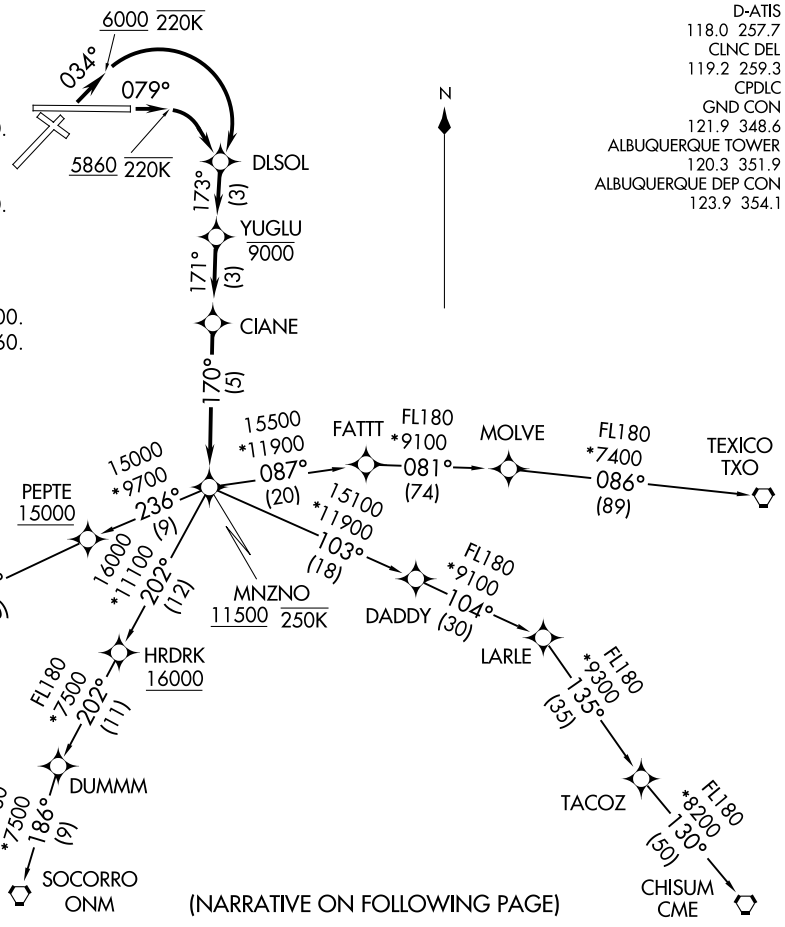 6000 220K
034°
079°
5860 220K
D-ATIS
118.0 257.7
CLNC DEL
119.2 259.3
CPDLC
GND CON
121.9 348.6
ALBUQUERQUE TOWER
120.3 351.9
ALBUQUERQUE DEP CON
123.9 354.1
N
DLSOL
173°
(3)
YUGLU
9000
171°
(3)
CIANE
170°
(5)
15500
*11900
087°
(20)
FATTT
FL180
*9100
081°
(74)
MOLVE
FL180
*7400
086°
(89)
TEXICO
TXO
15000
*9700
236°
(9)
PEPTE
15000
16000
*11100
202°
(12)
MNZNO
11500 250K
15100
*11900
103°
(18)
DADDY
FL180
*9100
104°
(30)
LARLE
HRDRK
16000
FL180
*7500
202°
(11)
DUMMM
*7500
186°
(9)
SOCORRO
ONM
FL180
*9300
135°
(35)
TACOZ
FL180
*8200
130°
(50)
CHISUM
CME
(NARRATIVE ON FOLLOWING PAGE)